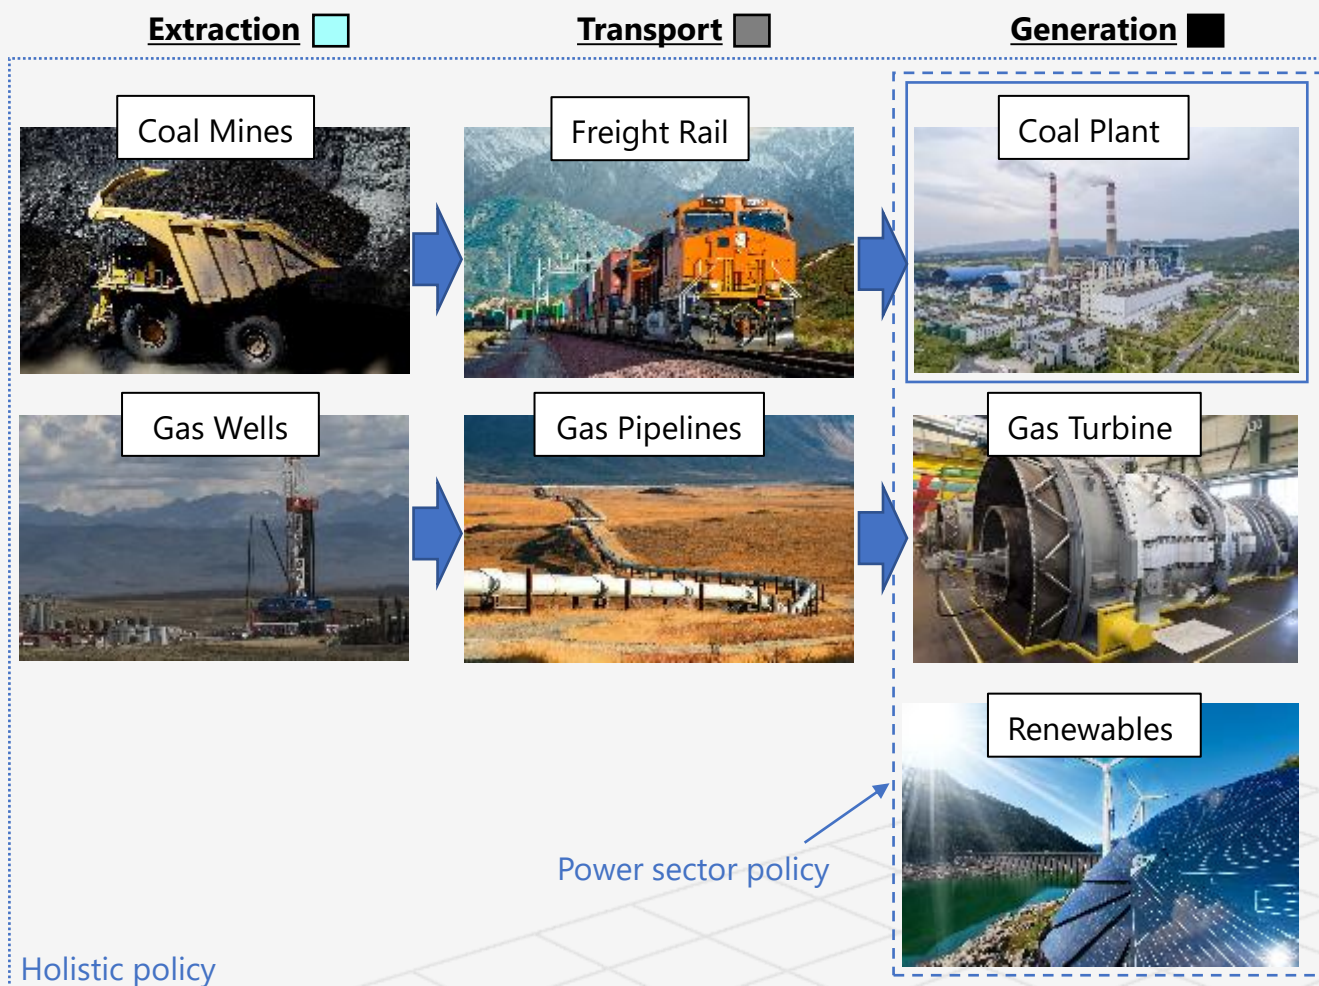 Extraction
Transport
Generation
Coal Mines
Freight Rail
Coal Plant
Gas Wells
Gas Pipelines
Gas Turbine
Renewables
Power sector policy
Holistic policy